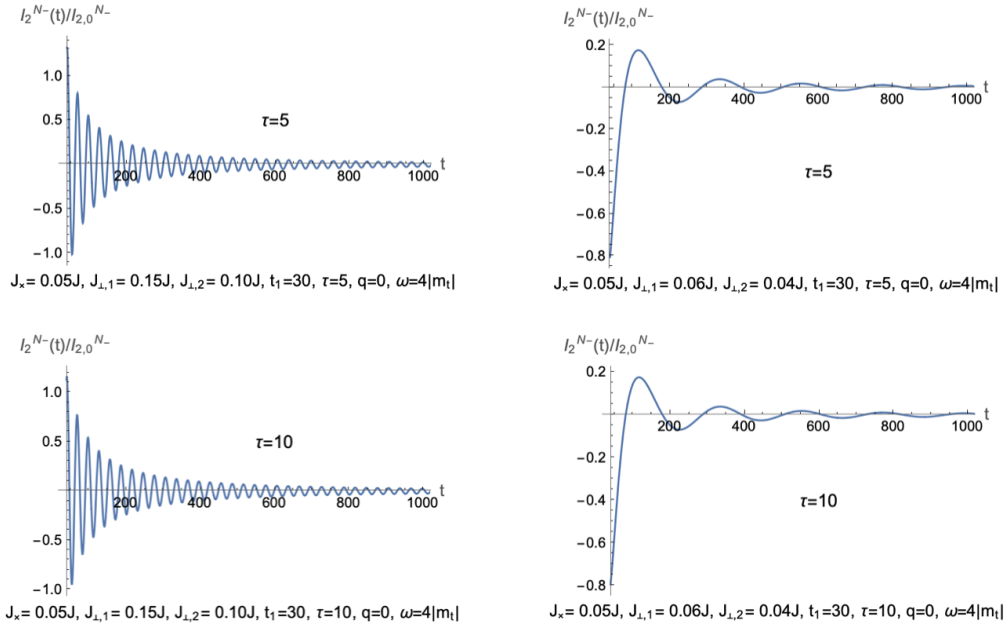 I₂ᴺ⁻(t)/I₂,₀ᴺ⁻
1.0
0.5
−0.5
−1.0
200 400 600 800 1000 t
τ=5
J×= 0.05J, J⊥,1= 0.15J, J⊥,2= 0.10J, t₁=30, τ=5, q=0, ω=4|mₜ|
I₂ᴺ⁻(t)/I₂,₀ᴺ⁻
0.2
−0.2
−0.4
−0.6
−0.8
200 400 600 800 1000 t
τ=5
J×= 0.05J, J⊥,1= 0.06J, J⊥,2= 0.04J, t₁=30, τ=5, q=0, ω=4|mₜ|
I₂ᴺ⁻(t)/I₂,₀ᴺ⁻
1.0
0.5
−0.5
−1.0
200 400 600 800 1000 t
τ=10
J×= 0.05J, J⊥,1= 0.15J, J⊥,2= 0.10J, t₁=30, τ=10, q=0, ω=4|mₜ|
I₂ᴺ⁻(t)/I₂,₀ᴺ⁻
0.2
−0.2
−0.4
−0.6
−0.8
200 400 600 800 1000 t
τ=10
J×= 0.05J, J⊥,1= 0.06J, J⊥,2= 0.04J, t₁=30, τ=10, q=0, ω=4|mₜ|